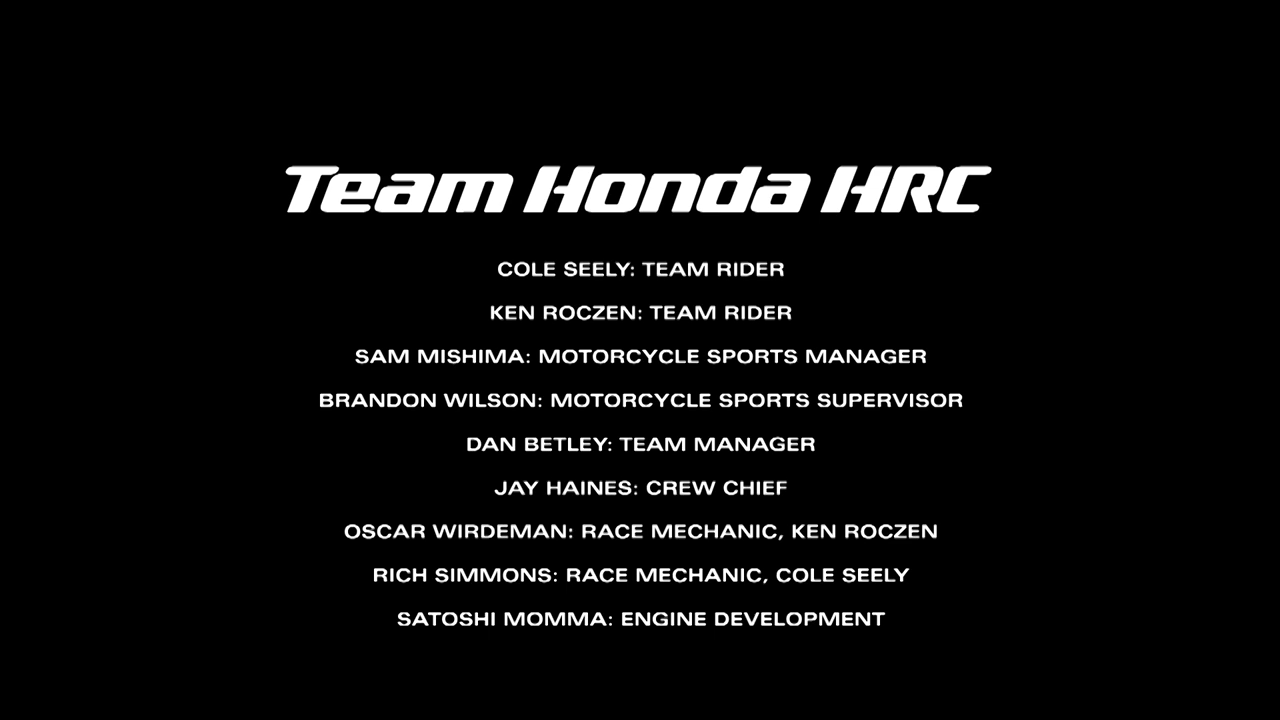 Team Honda HRC
COLE SEELY: TEAM RIDER
KEN ROCZEN: TEAM RIDER
SAM MISHIMA: MOTORCYCLE SPORTS MANAGER
BRANDON WILSON: MOTORCYCLE SPORTS SUPERVISOR
DAN BETLEY: TEAM MANAGER
JAY HAINES: CREW CHIEF
OSCAR WIRDEMAN: RACE MECHANIC, KEN ROCZEN
RICH SIMMONS: RACE MECHANIC, COLE SEELY
SATOSHI MOMMA: ENGINE DEVELOPMENT